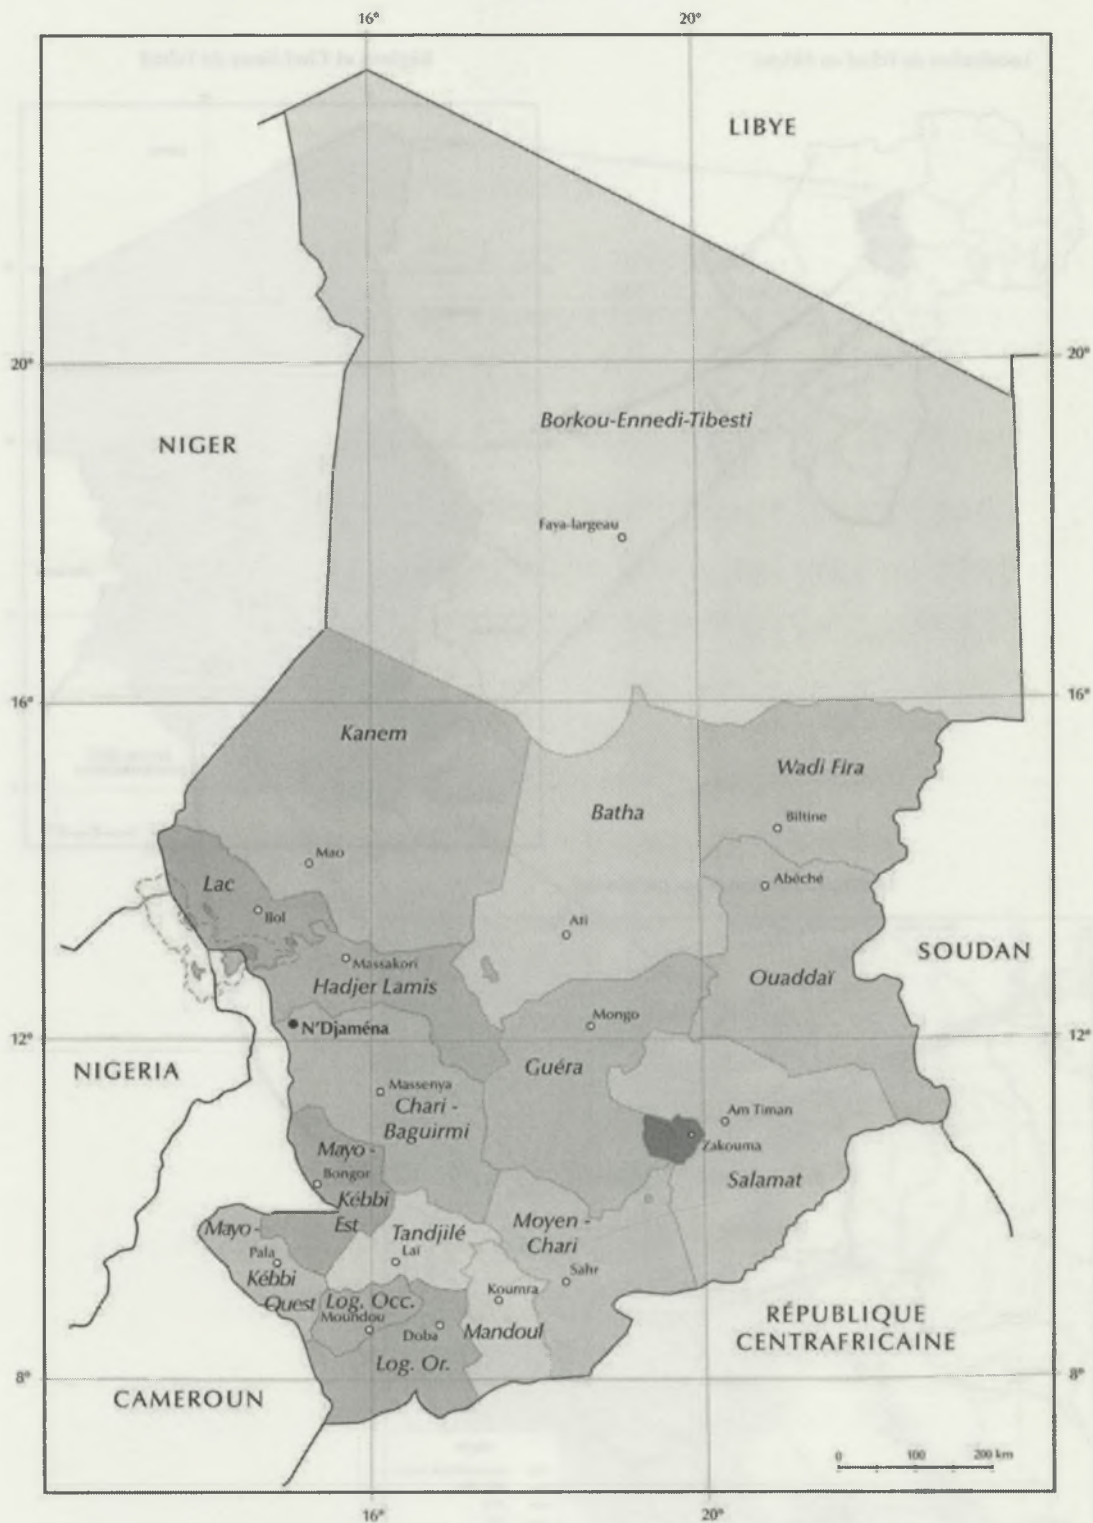 16° 20°
LIBYE
20° 20°
Borkou-Ennedi-Tibesti
NIGER
Faya-largeau
16° 16°
Kanem
Wadi Fira
Batha
Biltine
Mao
Abéché
Lac
Bol
Ati
SOUDAN
Massakori
Ouaddaï
Hadjer Lamis
Mongo
N'Djaména
12° 12°
Guéra
NIGERIA
Massenya
Chari -
Baguirmi
Am Timan
Zakouma
Mayo -
Bongor
Kébbi
Est
Salamat
Moyen -
Chari
Mayo -
Tandjilé
Pala
Laï
Kébbi
Ouest
Sahr
Koumra
Log. Occ.
Moundou
Doba
Mandoul
RÉPUBLIQUE
CENTRAFRICAINE
Log. Or.
8° 8°
CAMEROUN
0 100 200 km
16° 20°